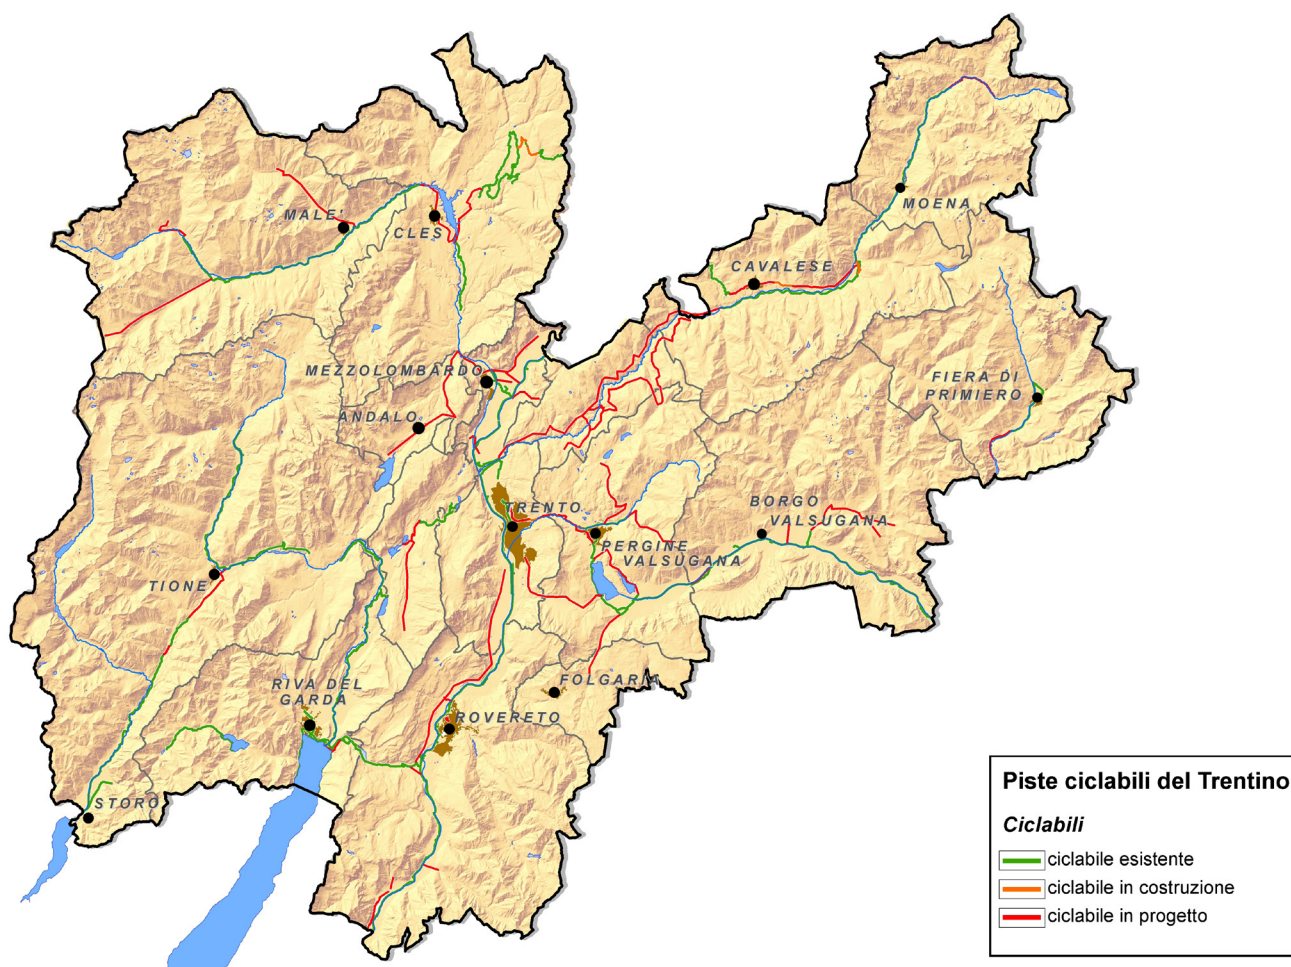 MOENA
MALE'
CLES
CAVALESE
MEZZOLOMBARDO
FIERA DI
PRIMIERO
ANDALO
BORGO
VALSUGANA
TRENTO
PERGINE
VALSUGANA
TIONE
RIVA DEL
GARDA
FOLGARIA
ROVERETO
STORO
Piste ciclabili del Trentino
Ciclabili
ciclabile esistente
ciclabile in costruzione
ciclabile in progetto